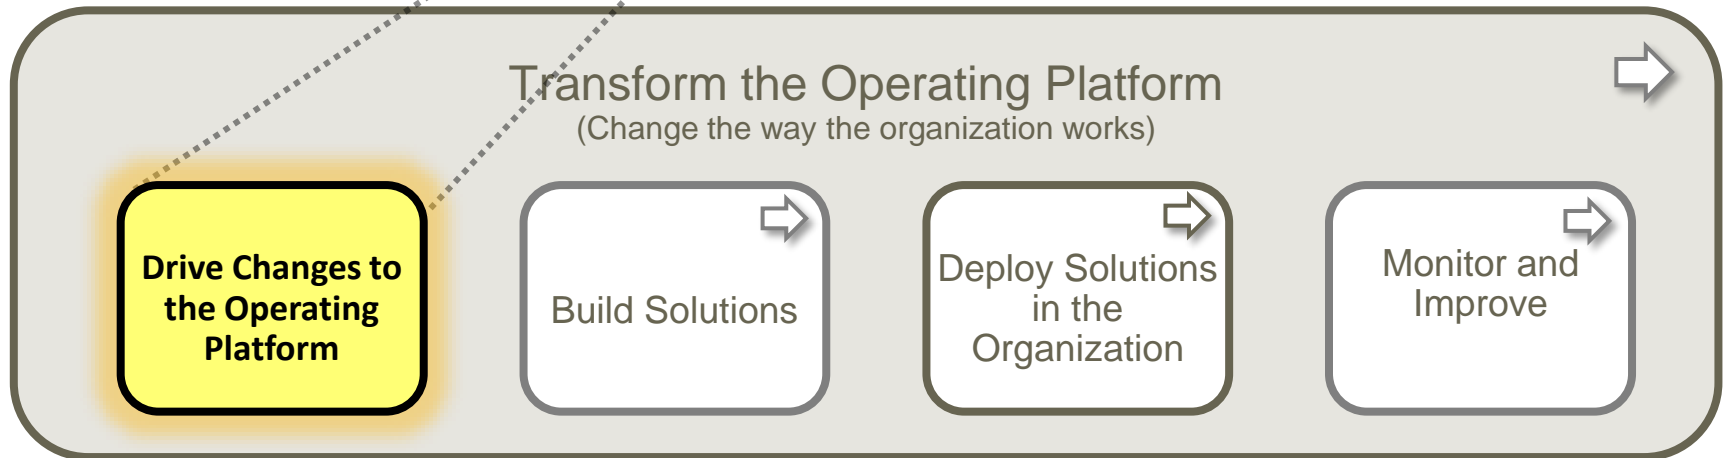 Transform the Operating Platform
(Change the way the organization works)
Drive Changes to
the Operating
Platform
Build Solutions
Deploy Solutions
in the
Organization
Monitor and
Improve